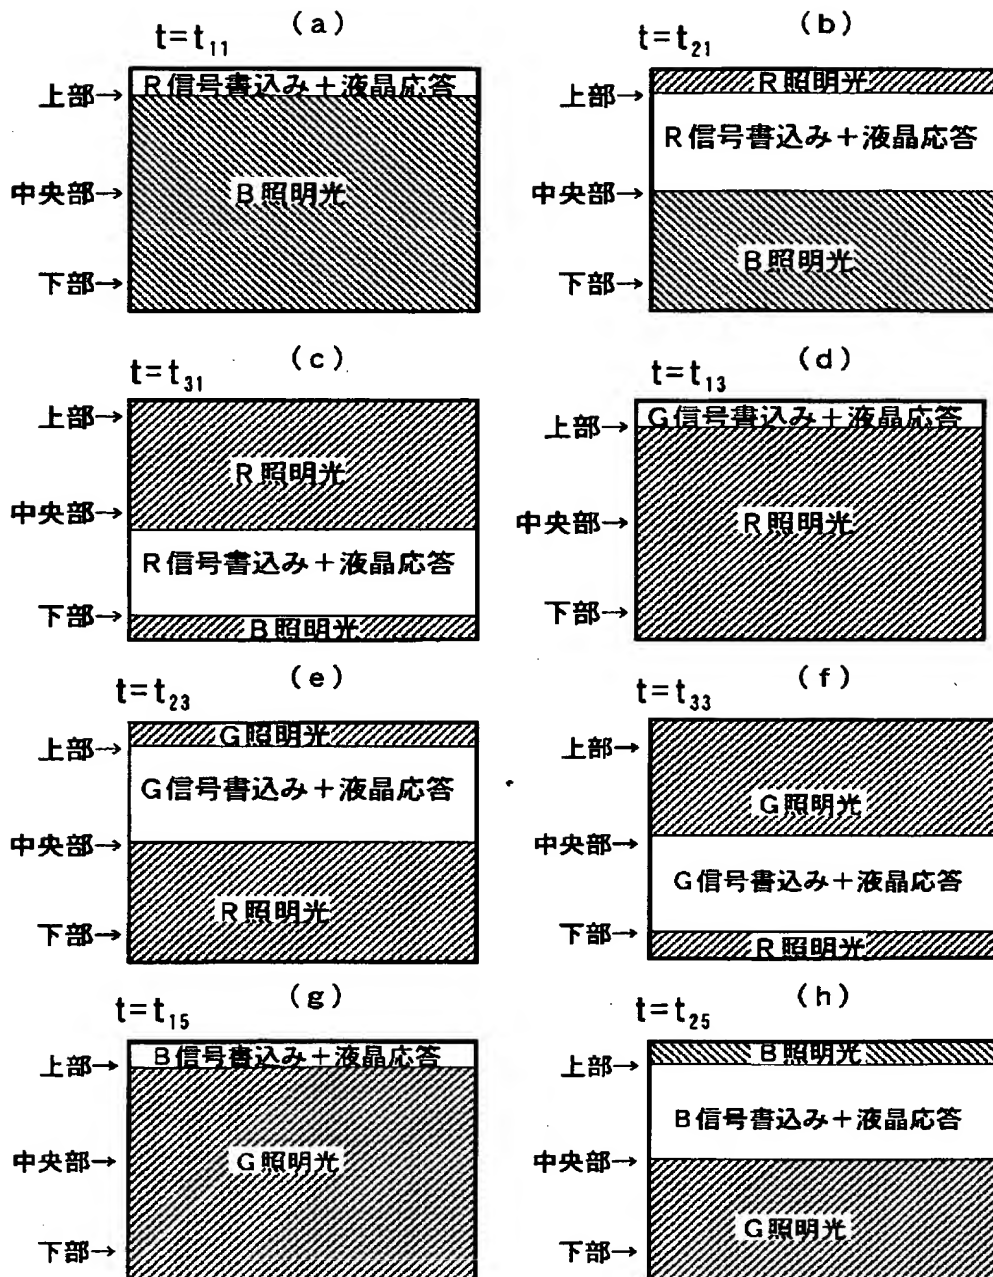 (a)
t=t₁₁
R信号書込み+液晶応答
上部→
中央部→
B照明光
下部→
(b)
t=t₂₁
R照明光
上部→
R信号書込み+液晶応答
中央部→
B照明光
下部→
(c)
t=t₃₁
上部→
R照明光
中央部→
R信号書込み+液晶応答
下部→
B照明光
(d)
t=t₁₃
G信号書込み+液晶応答
上部→
中央部→
R照明光
下部→
(e)
t=t₂₃
G照明光
上部→
G信号書込み+液晶応答
中央部→
R照明光
下部→
(f)
t=t₃₃
上部→
G照明光
中央部→
G信号書込み+液晶応答
下部→
R照明光
(g)
t=t₁₅
B信号書込み+液晶応答
上部→
中央部→
G照明光
下部→
(h)
t=t₂₅
B照明光
上部→
B信号書込み+液晶応答
中央部→
G照明光
下部→